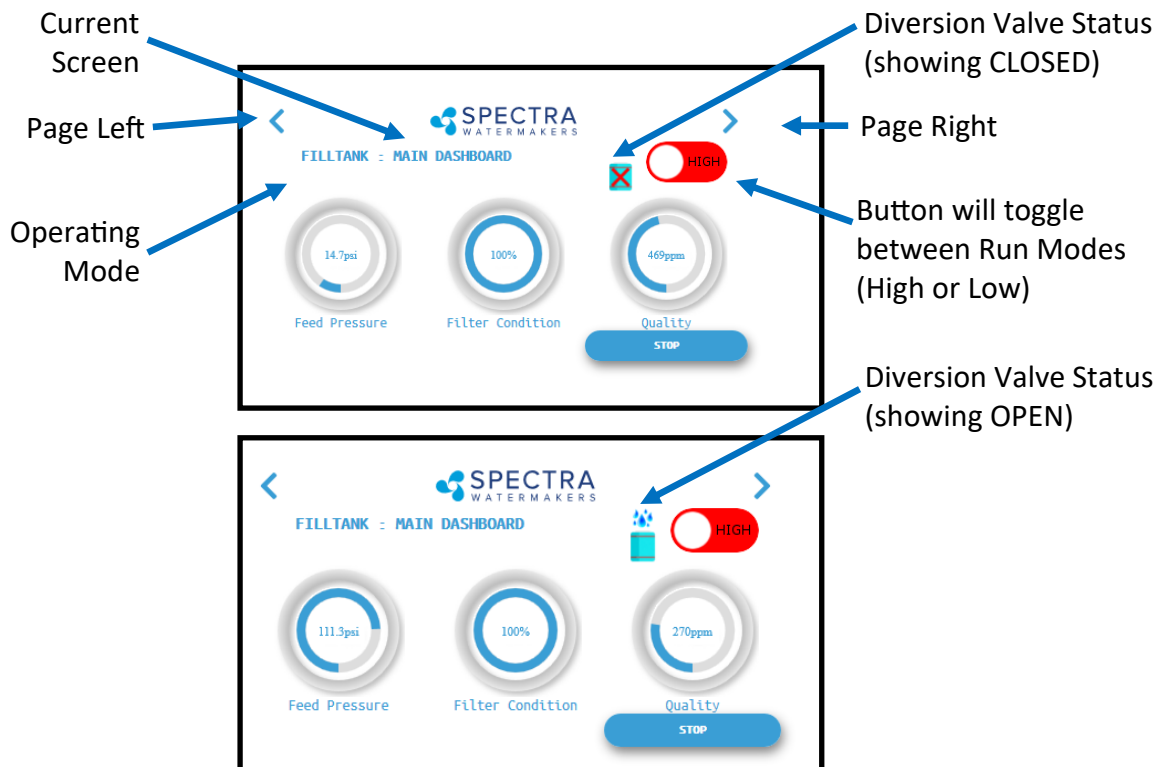 Current
Screen
Page Left
Operating
Mode
Diversion Valve Status
(showing CLOSED)
Page Right
Button will toggle
between Run Modes
(High or Low)
SPECTRA
WATERMAKERS
FILLTANK : MAIN DASHBOARD
HIGH
14.7psi
100%
469ppm
Feed Pressure
Filter Condition
Quality
STOP
Diversion Valve Status
(showing OPEN)
SPECTRA
WATERMAKERS
FILLTANK : MAIN DASHBOARD
HIGH
111.3psi
100%
270ppm
Feed Pressure
Filter Condition
Quality
STOP